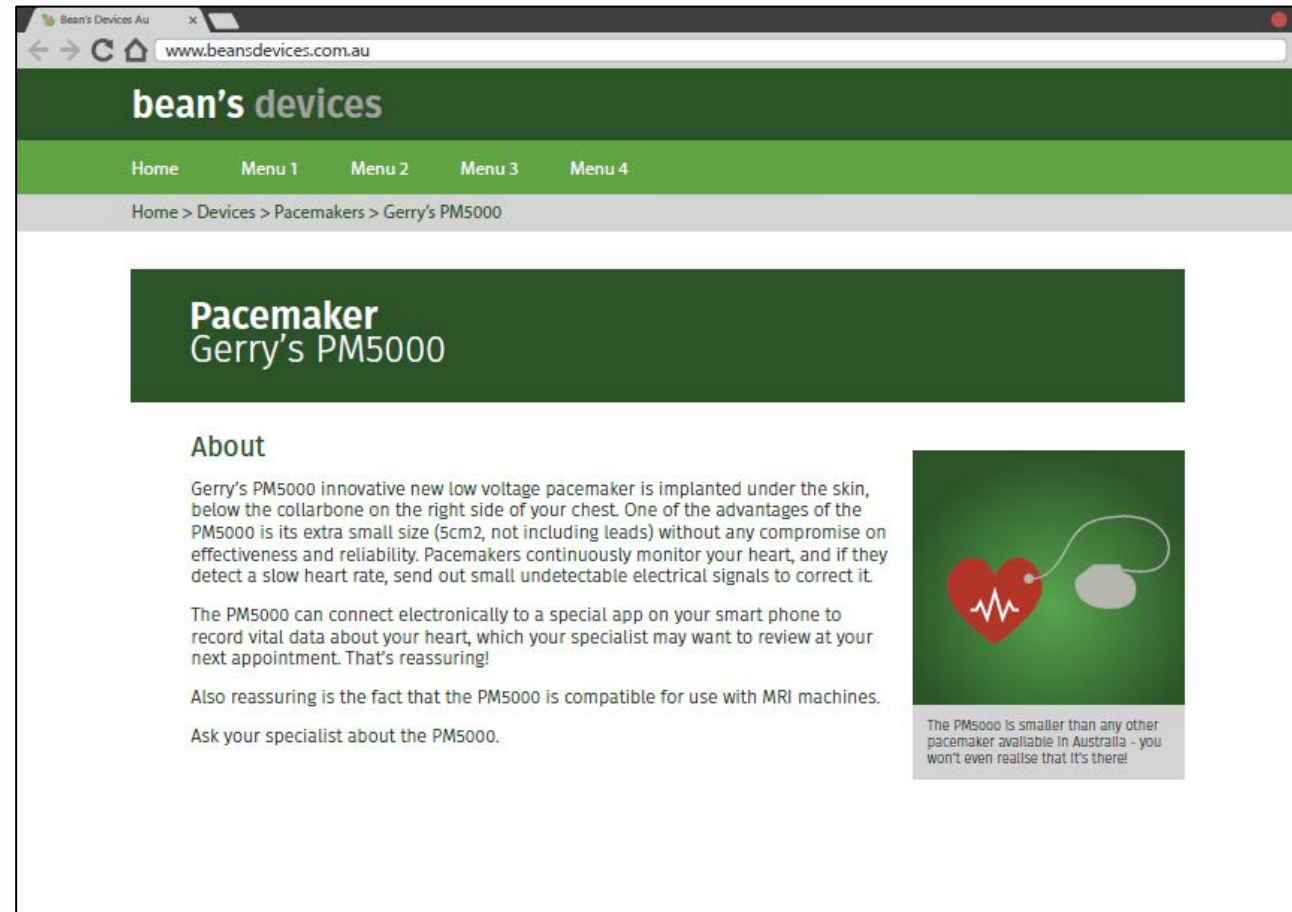 Bean's Devices Au
www.beansdevices.com.au
bean's devices
Home Menu 1 Menu 2 Menu 3 Menu 4
Home > Devices > Pacemakers > Gerry's PM5000
Pacemaker
Gerry's PM5000
About
Gerry's PM5000 innovative new low voltage pacemaker is implanted under the skin,
below the collarbone on the right side of your chest. One of the advantages of the
PM5000 is its extra small size (5cm2, not including leads) without any compromise on
effectiveness and reliability. Pacemakers continuously monitor your heart, and if they
detect a slow heart rate, send out small undetectable electrical signals to correct it.
The PM5000 can connect electronically to a special app on your smart phone to
record vital data about your heart, which your specialist may want to review at your
next appointment. That's reassuring!
Also reassuring is the fact that the PM5000 is compatible for use with MRI machines.
Ask your specialist about the PM5000.
The PM5000 is smaller than any other
pacemaker available in Australia - you
won't even realise that it's there!